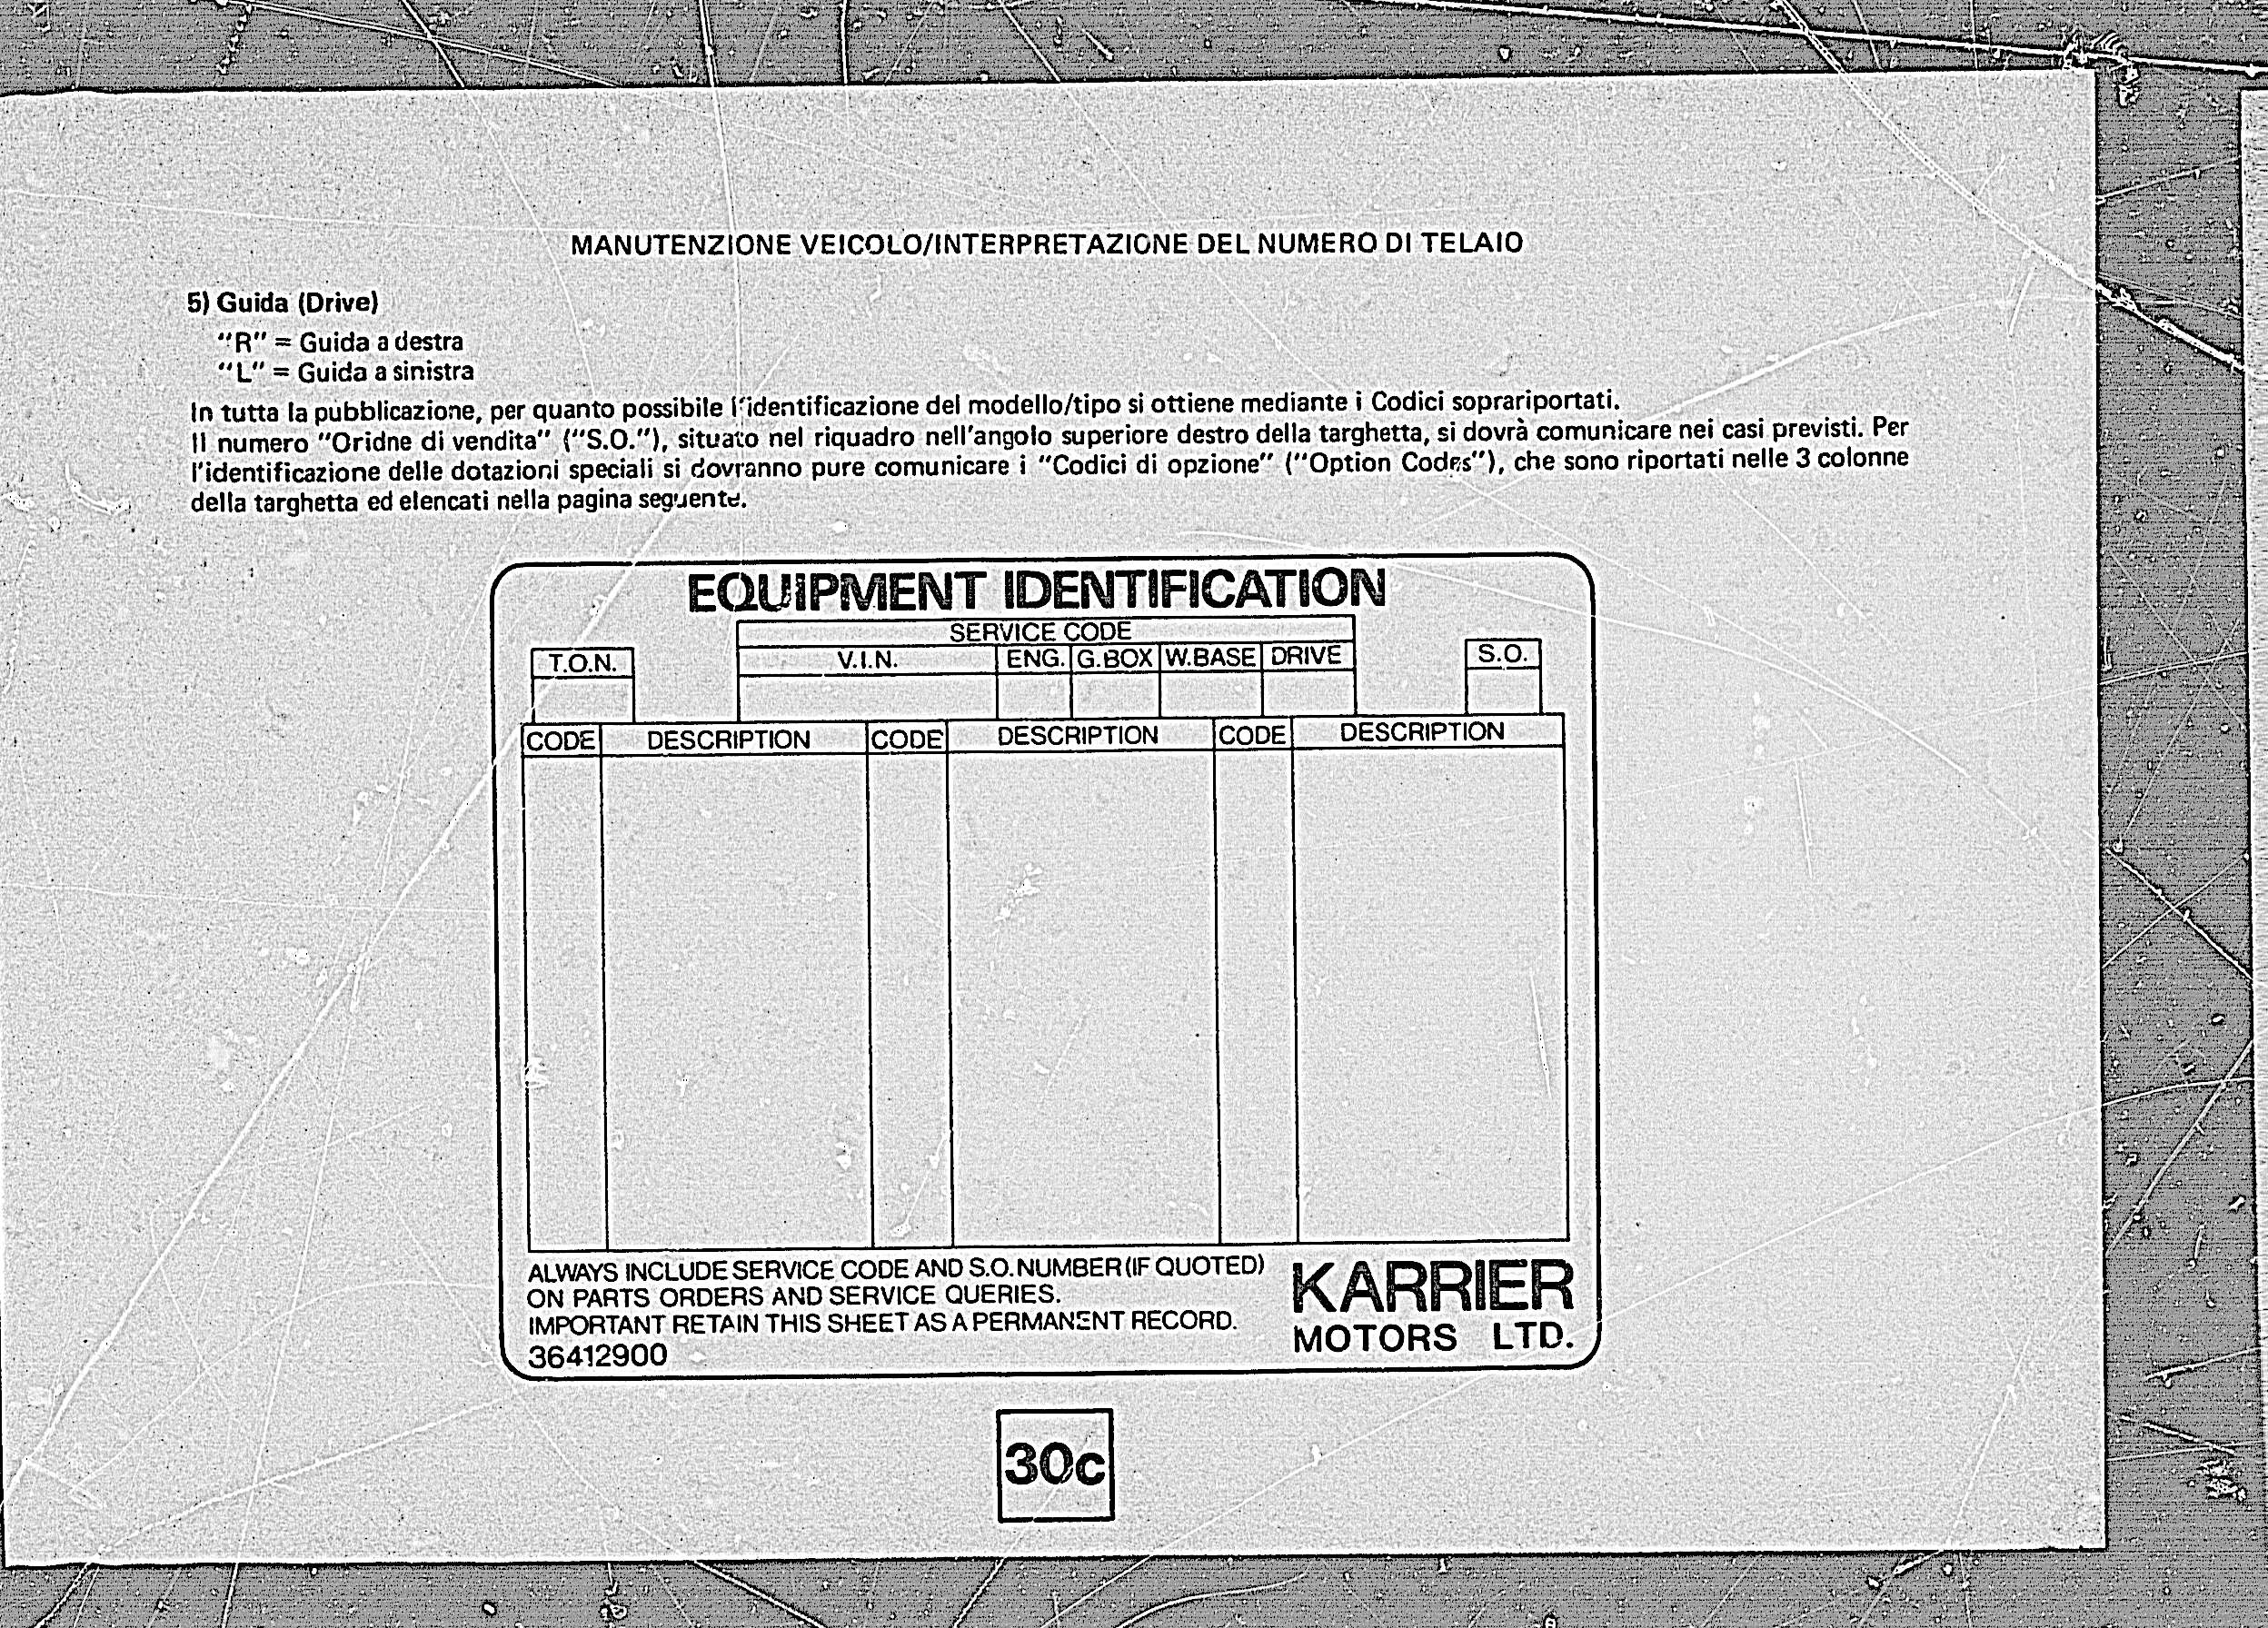 MANUTENZIONE VEICOLO/INTERPRETAZIONE DEL NUMERO DI TELAIO
5) Guida (Drive)
"R" = Guida a destra
"L" = Guida a sinistra
In tutta la pubblicazione, per quanto possibile l'identificazione del modello/tipo si ottiene mediante i Codici soprariportati.
Il numero "Oridne di vendita" ("S.O."), situato nel riquadro nell'angolo superiore destro della targhetta, si dovrà comunicare nei casi previsti. Per
l'identificazione delle dotazioni speciali si dovranno pure comunicare i "Codici di opzione" ("Option Codes"), che sono riportati nelle 3 colonne
della targhetta ed elencati nella pagina seguente.
EQUIPMENT IDENTIFICATION
SERVICE CODE
T.O.N. V.I.N. ENG. G.BOX W.BASE DRIVE S.O.
CODE DESCRIPTION CODE DESCRIPTION CODE DESCRIPTION
ALWAYS INCLUDE SERVICE CODE AND S.O. NUMBER (IF QUOTED)
ON PARTS ORDERS AND SERVICE QUERIES.
IMPORTANT RETAIN THIS SHEET AS A PERMANENT RECORD.
36412900
KARRIER
MOTORS LTD.
30c